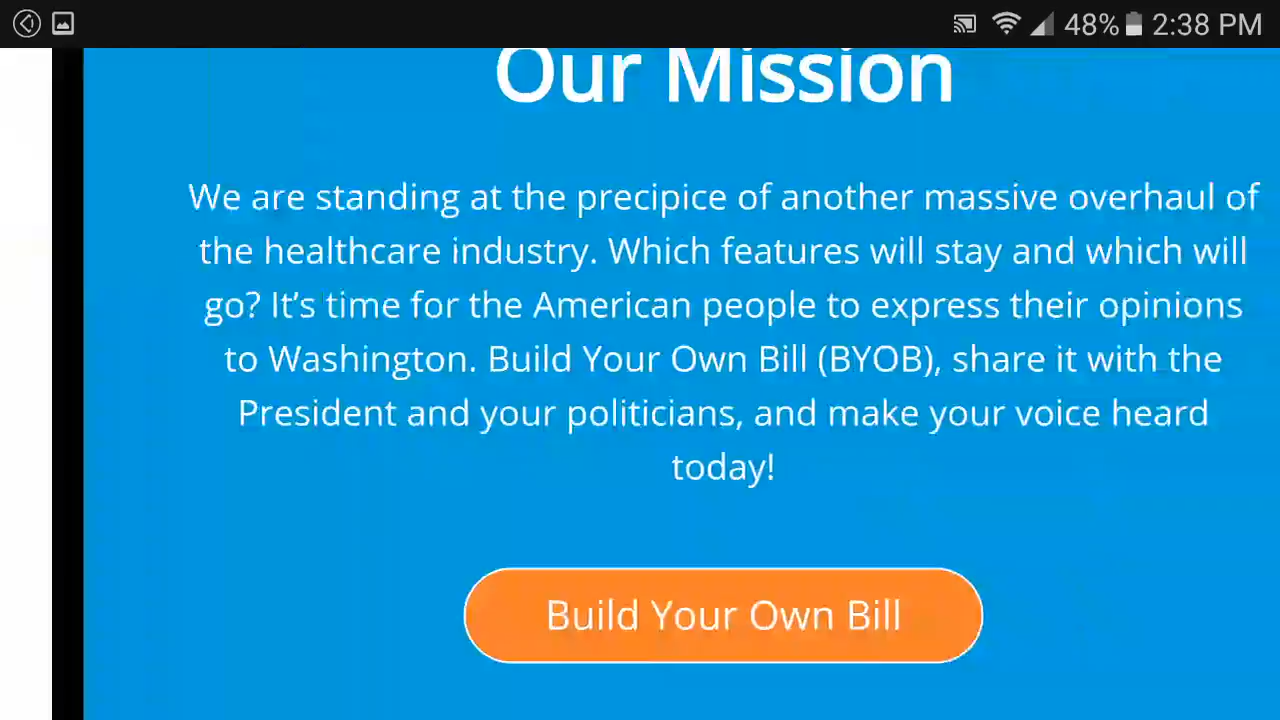 48% 2:38 PM
Our Mission
We are standing at the precipice of another massive overhaul of
the healthcare industry. Which features will stay and which will
go? It’s time for the American people to express their opinions
to Washington. Build Your Own Bill (BYOB), share it with the
President and your politicians, and make your voice heard
today!
Build Your Own Bill